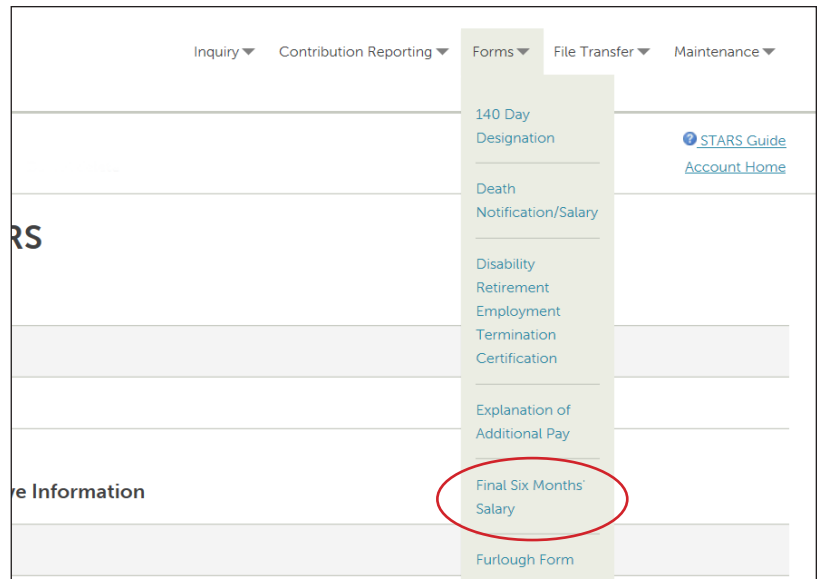 Inquiry Contribution Reporting Forms File Transfer Maintenance
140 Day
Designation
STARS Guide
Account Home
Death
Notification/Salary
RS
Disability
Retirement
Employment
Termination
Certification
Explanation of
Additional Pay
Final Six Months'
Salary
ve Information
Furlough Form